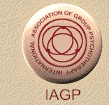 INTERNATIONAL ASSOCIATION OF GROUP PSYCHOTHERAPY
IAGP